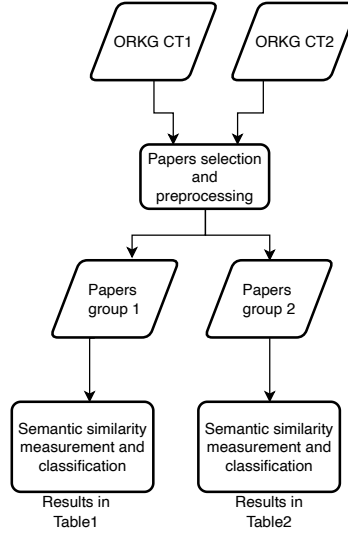 ORKG CT1
ORKG CT2
Papers selection
and
preprocessing
Papers
group 1
Papers
group 2
Semantic similarity
measurement and
classification
Semantic similarity
measurement and
classification
Results in
Table1
Results in
Table2